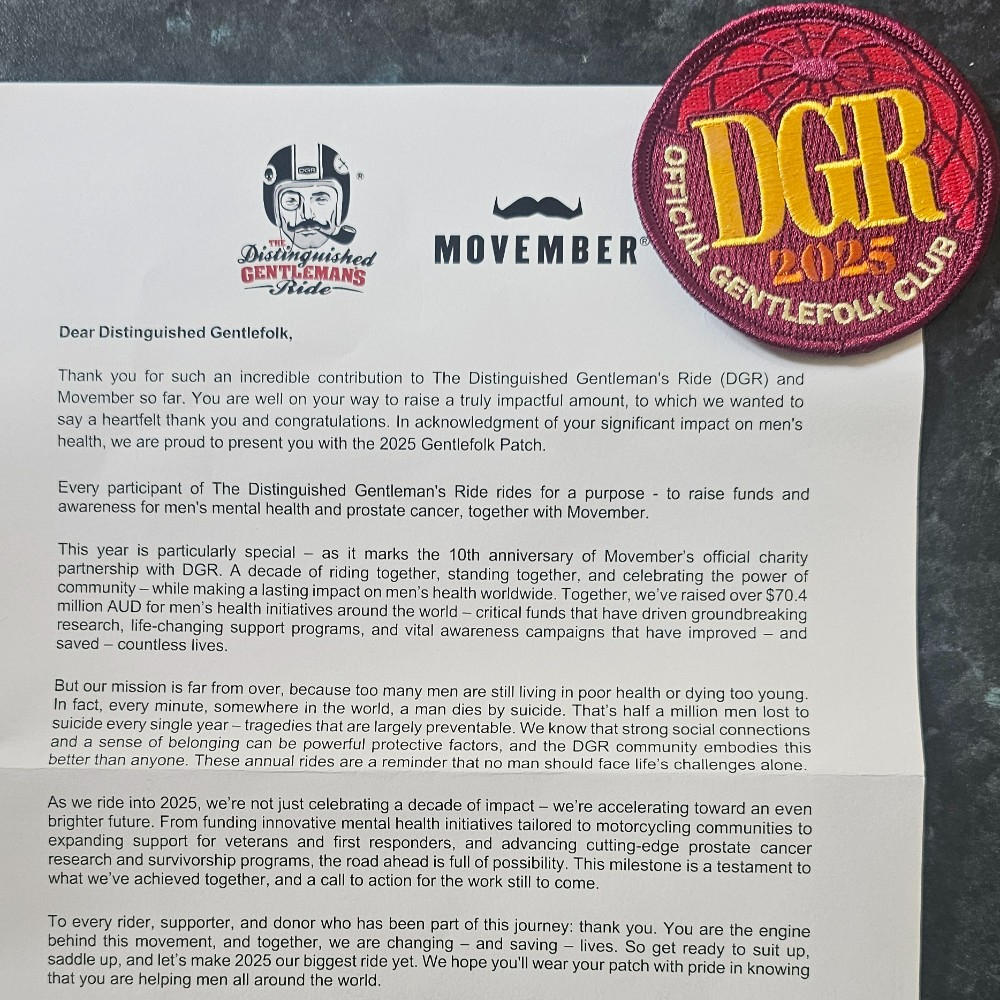 DGR
THE
Distinguished
GENTLEMAN'S
Ride
®
MOVEMBER®
DGR
2025
OFFICIAL GENTLEFOLK CLUB
Dear Distinguished Gentlefolk,
Thank you for such an incredible contribution to The Distinguished Gentleman's Ride (DGR) and
Movember so far. You are well on your way to raise a truly impactful amount, to which we wanted to
say a heartfelt thank you and congratulations. In acknowledgment of your significant impact on men's
health, we are proud to present you with the 2025 Gentlefolk Patch.
Every participant of The Distinguished Gentleman's Ride rides for a purpose - to raise funds and
awareness for men's mental health and prostate cancer, together with Movember.
This year is particularly special – as it marks the 10th anniversary of Movember's official charity
partnership with DGR. A decade of riding together, standing together, and celebrating the power of
community – while making a lasting impact on men's health worldwide. Together, we've raised over $70.4
million AUD for men's health initiatives around the world – critical funds that have driven groundbreaking
research, life-changing support programs, and vital awareness campaigns that have improved – and
saved – countless lives.
But our mission is far from over, because too many men are still living in poor health or dying too young.
In fact, every minute, somewhere in the world, a man dies by suicide. That's half a million men lost to
suicide every single year – tragedies that are largely preventable. We know that strong social connections
and a sense of belonging can be powerful protective factors, and the DGR community embodies this
better than anyone. These annual rides are a reminder that no man should face life's challenges alone.
As we ride into 2025, we're not just celebrating a decade of impact – we're accelerating toward an even
brighter future. From funding innovative mental health initiatives tailored to motorcycling communities to
expanding support for veterans and first responders, and advancing cutting-edge prostate cancer
research and survivorship programs, the road ahead is full of possibility. This milestone is a testament to
what we've achieved together, and a call to action for the work still to come.
To every rider, supporter, and donor who has been part of this journey: thank you. You are the engine
behind this movement, and together, we are changing – and saving – lives. So get ready to suit up,
saddle up, and let's make 2025 our biggest ride yet. We hope you'll wear your patch with pride in knowing
that you are helping men all around the world.